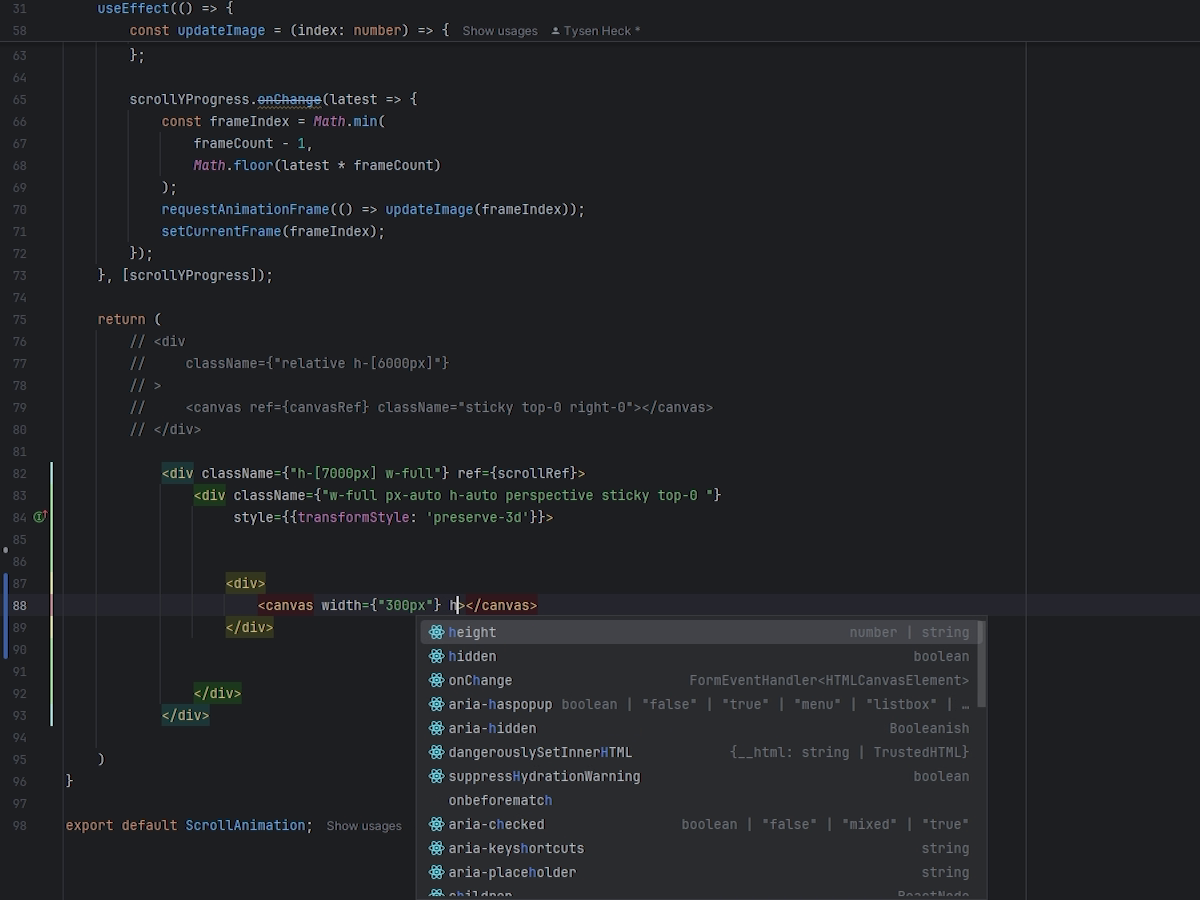 31 useEffect(() => {
58 const updateImage = (index: number) => { Show usages Tysen Heck *
63 };
64
65 scrollYProgress.onChange(latest => {
66 const frameIndex = Math.min(
67 frameCount - 1,
68 Math.floor(latest * frameCount)
69 );
70 requestAnimationFrame(() => updateImage(frameIndex));
71 setCurrentFrame(frameIndex);
72 });
73 }, [scrollYProgress]);
74
75 return (
76 // <div
77 // className={"relative h-[6000px]"}
78 // >
79 // <canvas ref={canvasRef} className="sticky top-0 right-0"></canvas>
80 // </div>
81
82 <div className={"h-[7000px] w-full"} ref={scrollRef}>
83 <div className={"w-full px-auto h-auto perspective sticky top-0 "}
84 style={{transformStyle: 'preserve-3d'}}>
85
86
87 <div>
88 <canvas width={"300px"} h></canvas>
89 </div>
90
91
92 </div>
93 </div>
94
95 )
96 }
97
98 export default ScrollAnimation; Show usages
height number | string
hidden boolean
onChange FormEventHandler<HTMLCanvasElement>
aria-haspopup boolean | "false" | "true" | "menu" | "listbox" | …
aria-hidden Booleanish
dangerouslySetInnerHTML {__html: string | TrustedHTML}
suppressHydrationWarning boolean
onbeforematch
aria-checked boolean | "false" | "mixed" | "true"
aria-keyshortcuts string
aria-placeholder string
children ReactNode